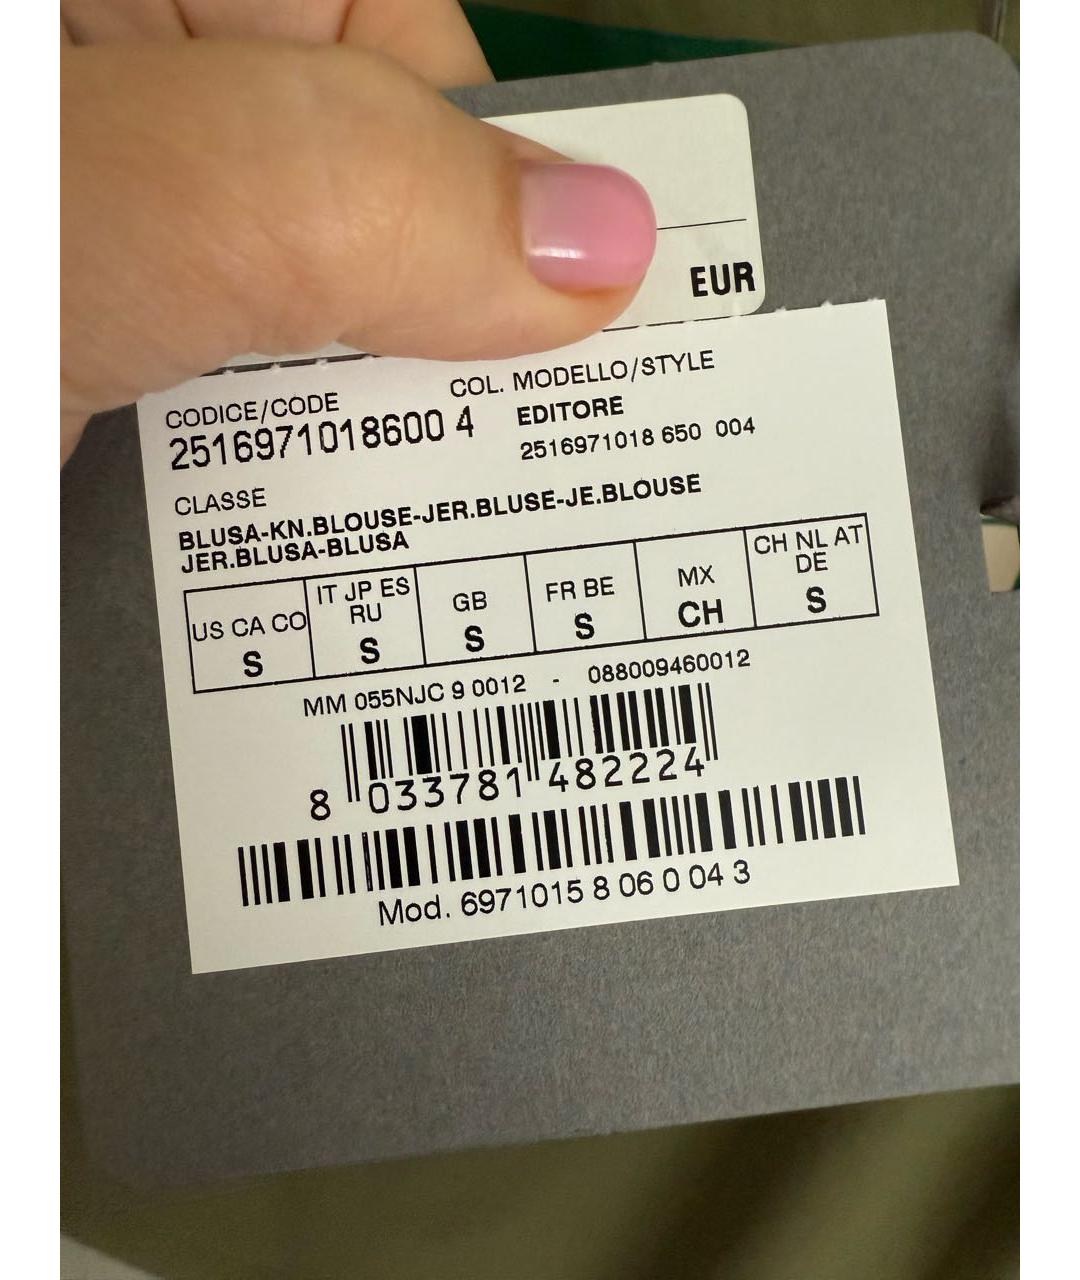 EUR
CODICE/CODE COL. MODELLO/STYLE
2516971018600 4 EDITORE
2516971018 650 004
CLASSE
BLUSA-KN.BLOUSE-JER.BLUSE-JE.BLOUSE
JER.BLUSA-BLUSA
US CA CO IT JP ES RU GB FR BE MX CH NL AT DE
S S S S CH S
MM 055NJC 9 0012 - 088009460012
8 033781 482224
Mod. 6971015 8 06 0 04 3